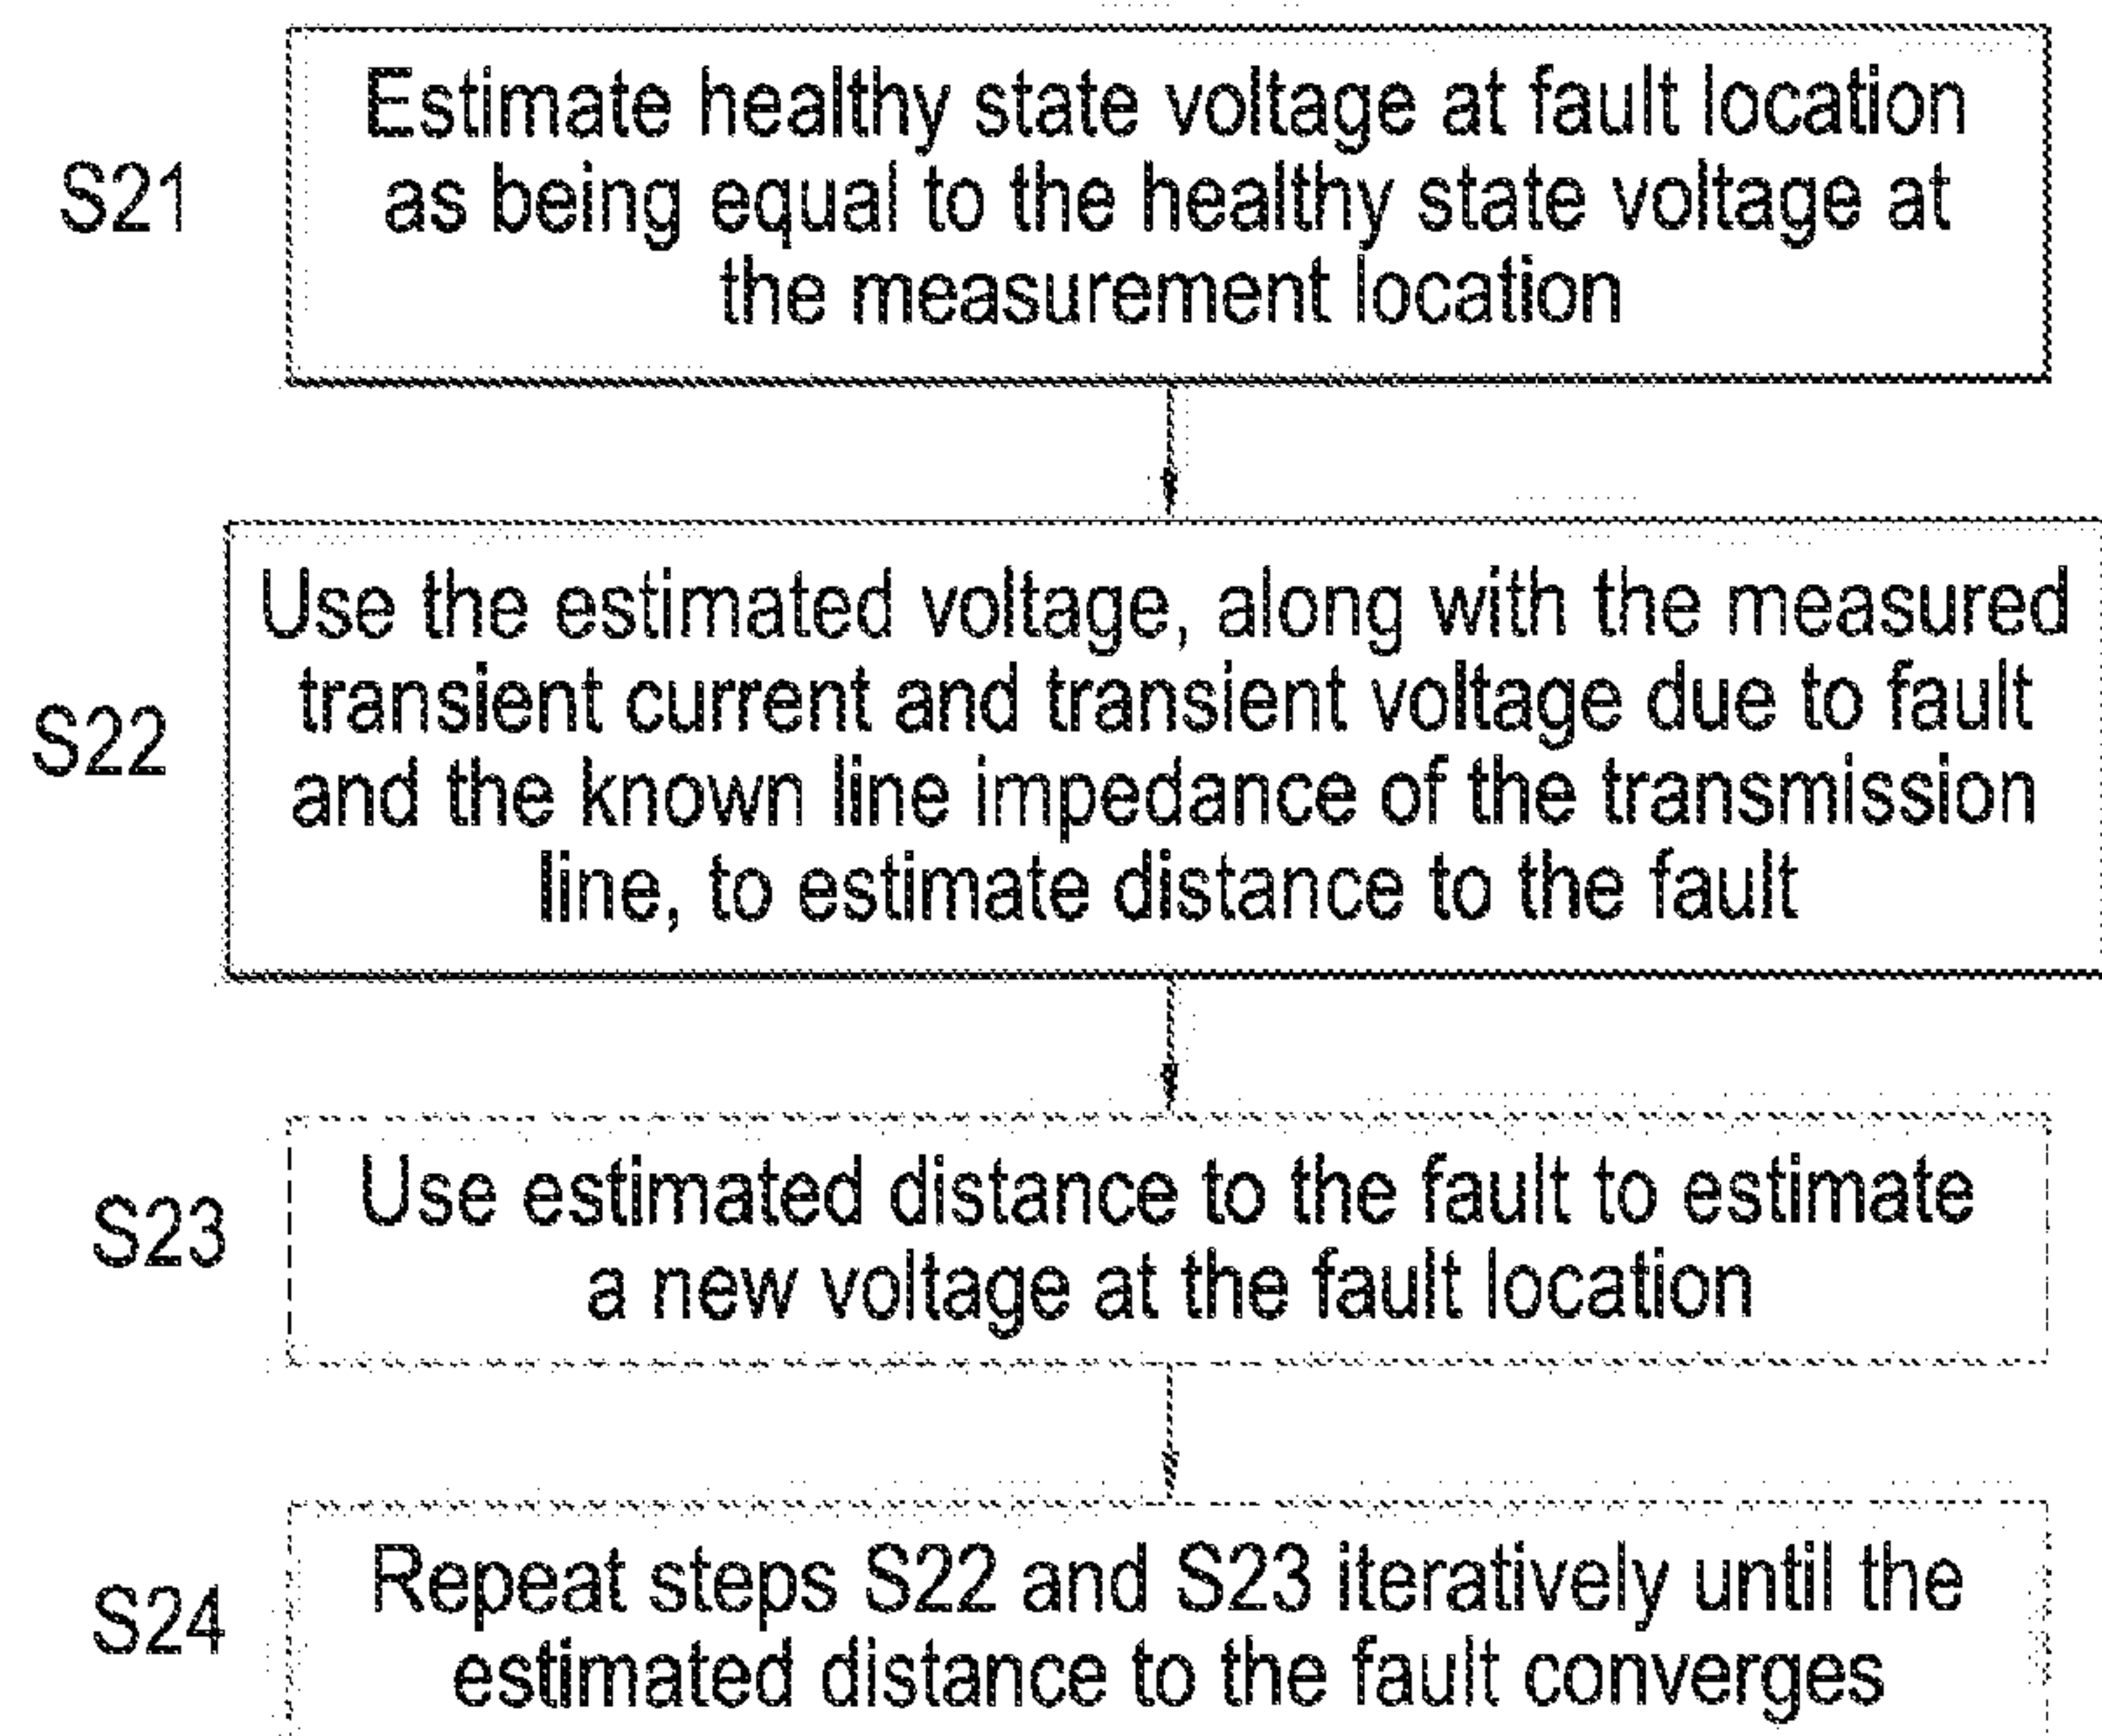 S21
Estimate healthy state voltage at fault location
as being equal to the healthy state voltage at
the measurement location
S22
Use the estimated voltage, along with the measured
transient current and transient voltage due to fault
and the known line impedance of the transmission
line, to estimate distance to the fault
S23
Use estimated distance to the fault to estimate
a new voltage at the fault location
S24
Repeat steps S22 and S23 iteratively until the
estimated distance to the fault converges